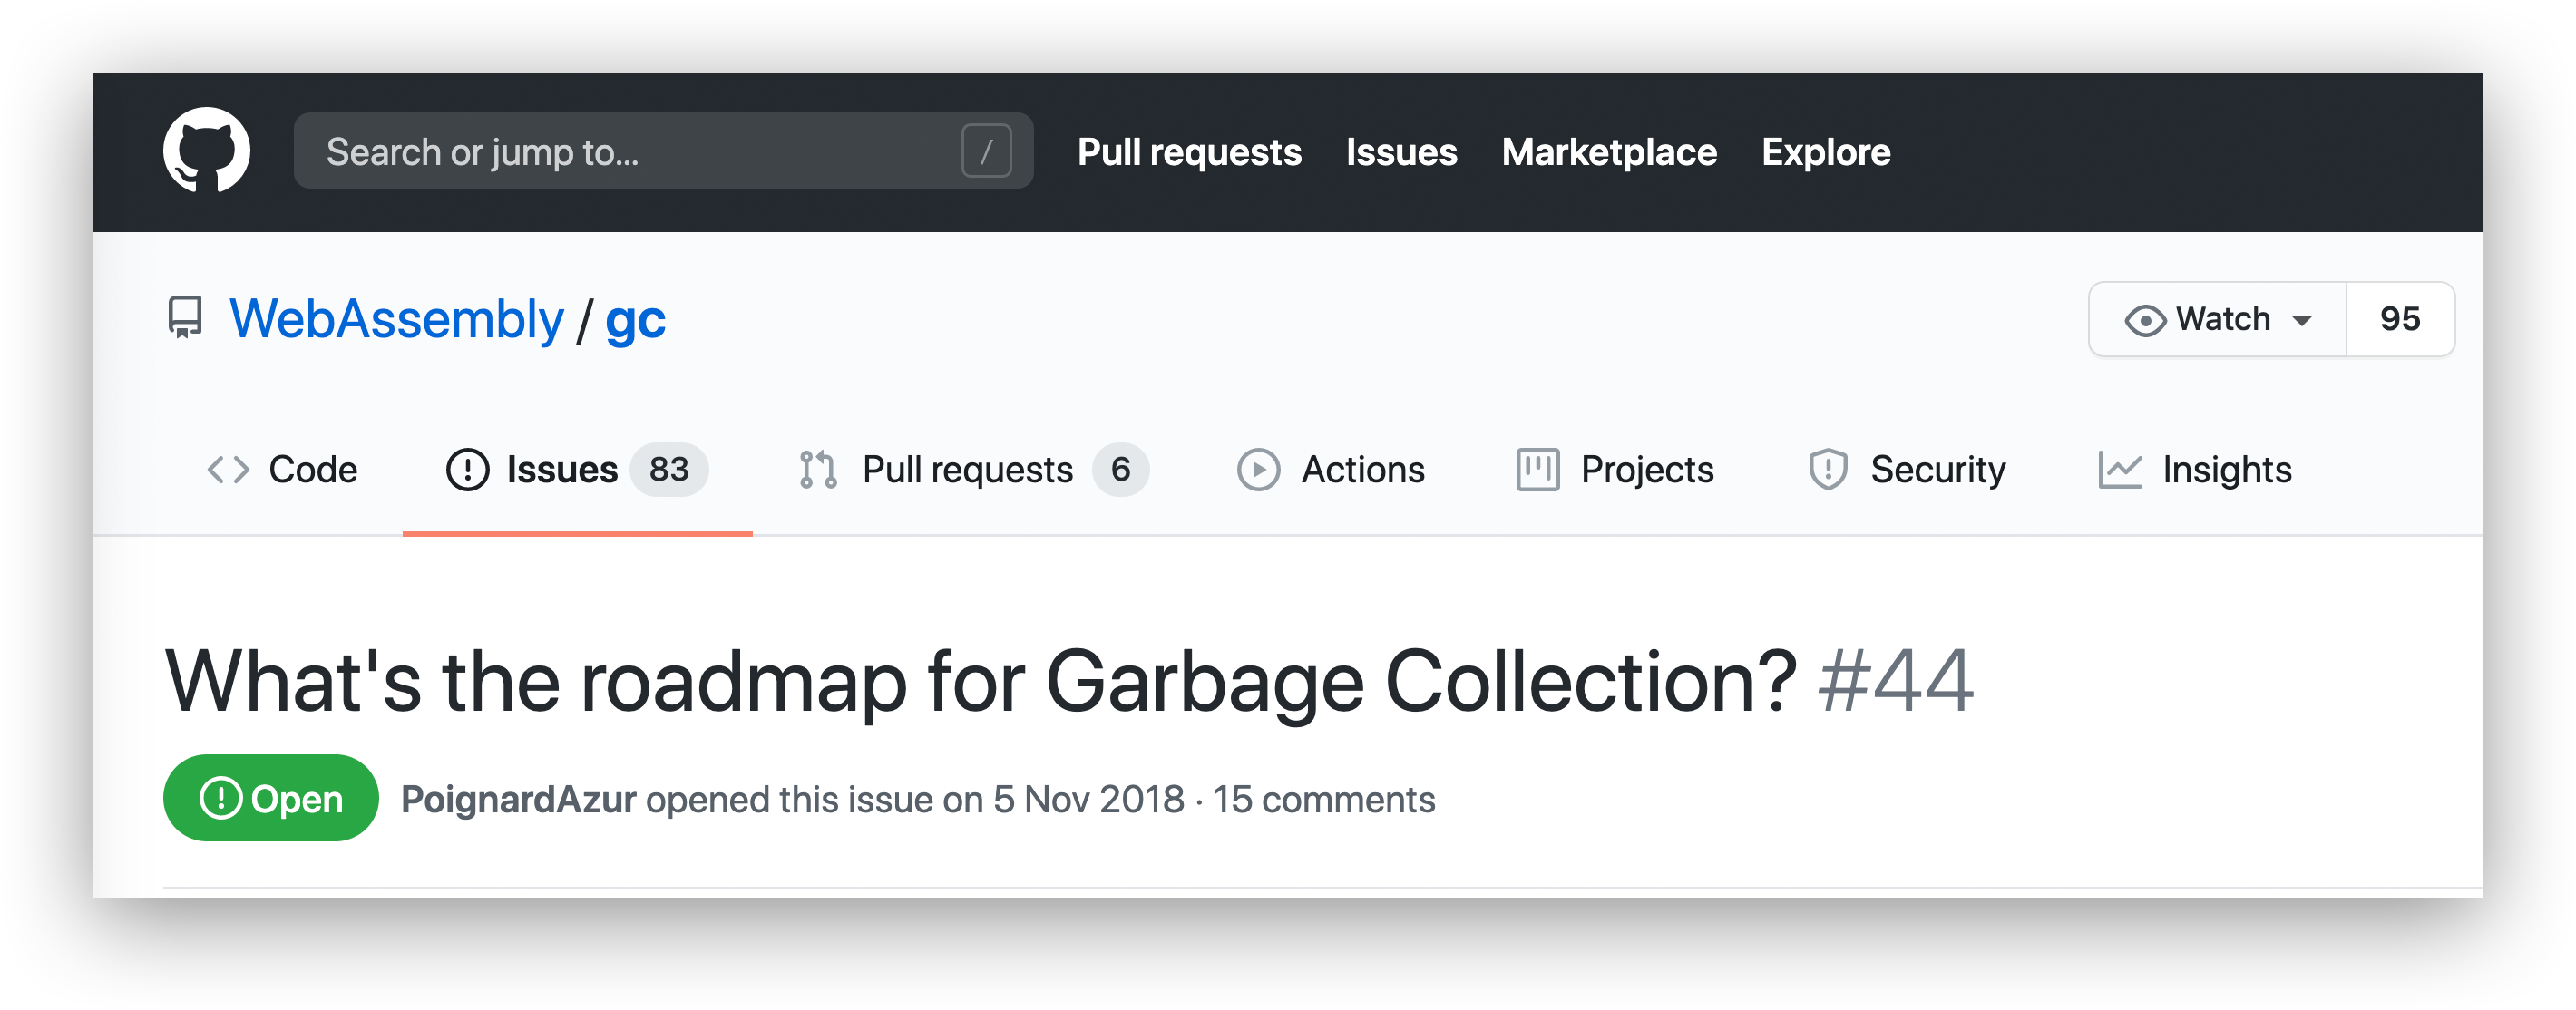 Search or jump to... / Pull requests Issues Marketplace Explore
WebAssembly / gc Watch 95
Code Issues 83 Pull requests 6 Actions Projects Security Insights
What's the roadmap for Garbage Collection? #44
Open PoignardAzur opened this issue on 5 Nov 2018 · 15 comments